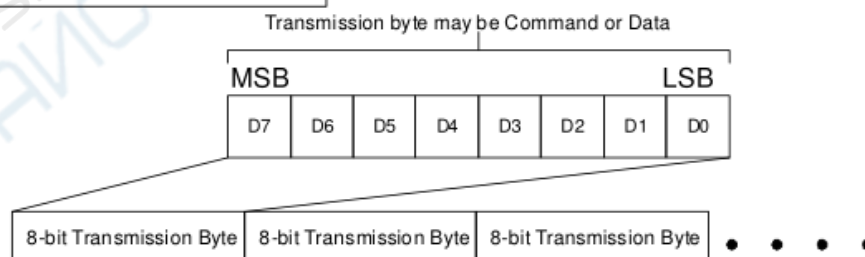 Transmission byte may be Command or Data
MSB LSB
D7 D6 D5 D4 D3 D2 D1 D0
8-bit Transmission Byte 8-bit Transmission Byte 8-bit Transmission Byte